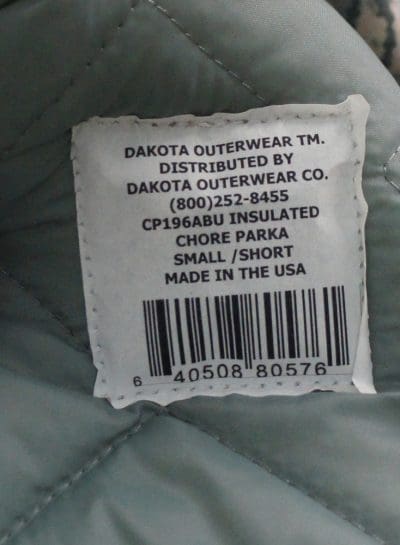 DAKOTA OUTERWEAR TM.
DISTRIBUTED BY
DAKOTA OUTERWEAR CO.
(800)252-8455
CP196ABU INSULATED
CHORE PARKA
SMALL /SHORT
MADE IN THE USA
6 40508 80576